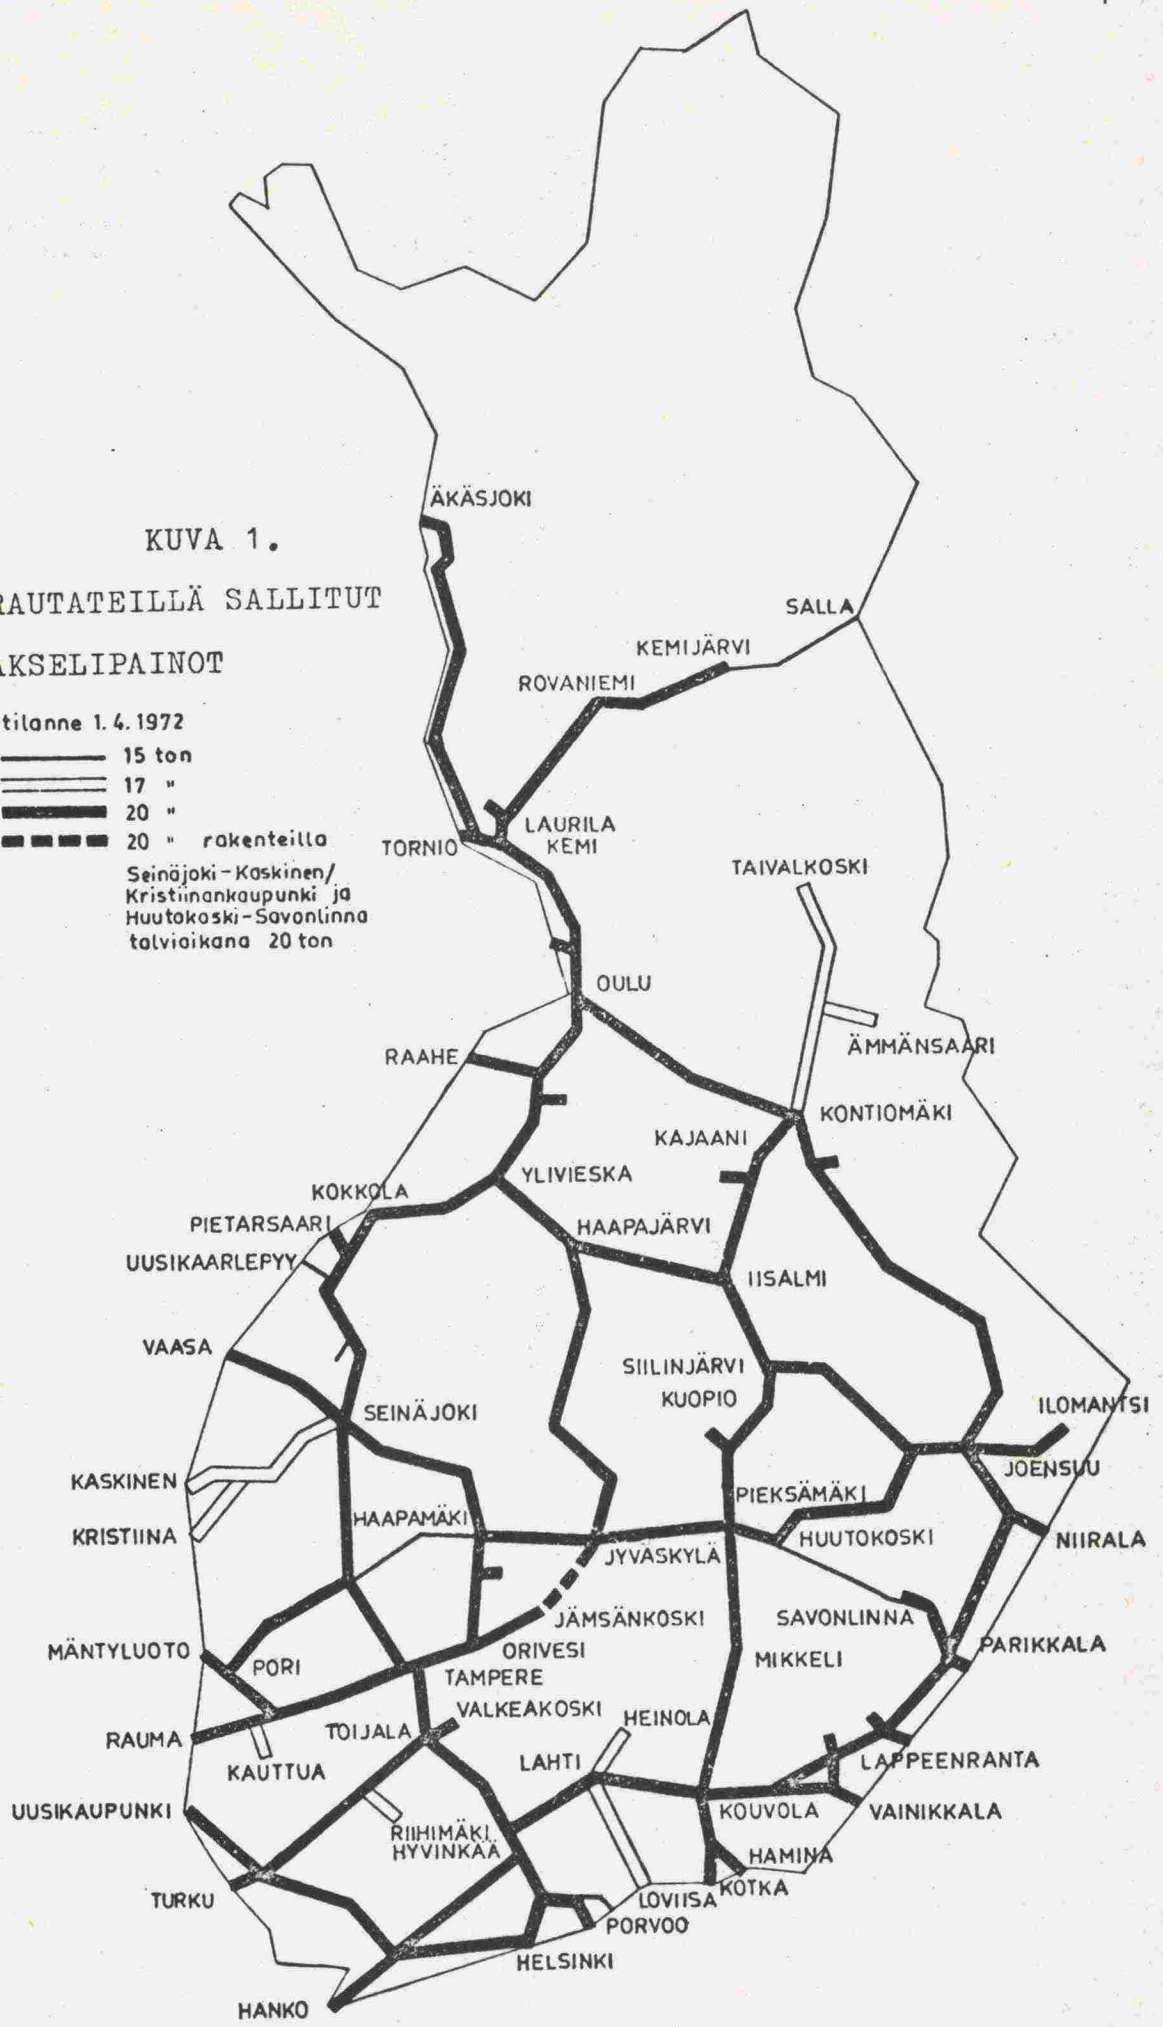 KUVA 1.
RAUTATEILLÄ SALLITUT
AKSELIPAINOT
tilanne 1.4.1972
15 ton
17 "
20 "
20 " rakenteilla
Seinäjoki-Kaskinen/
Kristiinankaupunki ja
Huutokoski-Savonlinna
talviaikana 20 ton
ÄKÄSJOKI
SALLA
KEMIJÄRVI
ROVANIEMI
LAURILA
KEMI
TORNIO
TAIVALKOSKI
OULU
ÄMMÄNSAARI
RAAHE
KONTIOMÄKI
KAJAANI
YLIVIESKA
KOKKOLA
PIETARSAARI
HAAPAJÄRVI
UUSIKAARLEPYY
IISALMI
VAASA
SIILINJÄRVI
KUOPIO
SEINÄJOKI
ILOMANTSI
JOENSUU
KASKINEN
PIEKSÄMÄKI
HAAPAMÄKI
KRISTIINA
HUUTOKOSKI
NIIRALA
JYVÄSKYLÄ
JÄMSÄNKOSKI
SAVONLINNA
PARIKKALA
MÄNTYLUOTO
ORIVESI
MIKKELI
PORI
TAMPERE
VALKEAKOSKI
HEINOLA
RAUMA
TOIJALA
LAHTI
LAPPEENRANTA
KAUTTUA
UUSIKAUPUNKI
KOUVOLA
VAINIKKALA
RIIHIMÄKI
HYVINKÄÄ
HAMINA
KOTKA
TURKU
LOVIISA
PORVOO
HELSINKI
HANKO